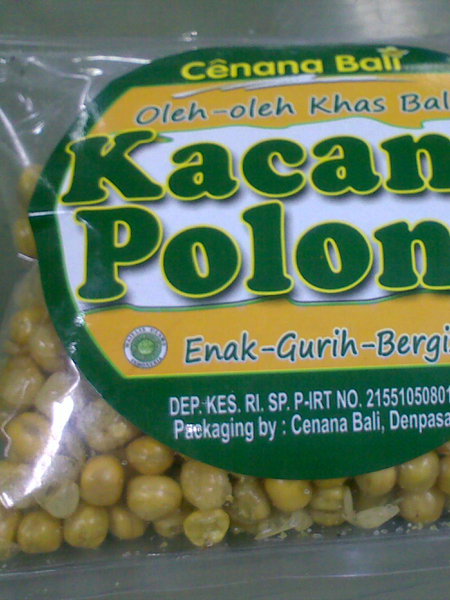 Cênana Bali
Oleh-oleh Khas Bal
Kacan
Polon
Enak-Gurih-Bergi
DEP. KES. RI. SP. P-IRT NO. 21551050801
Packaging by : Cenana Bali, Denpasa